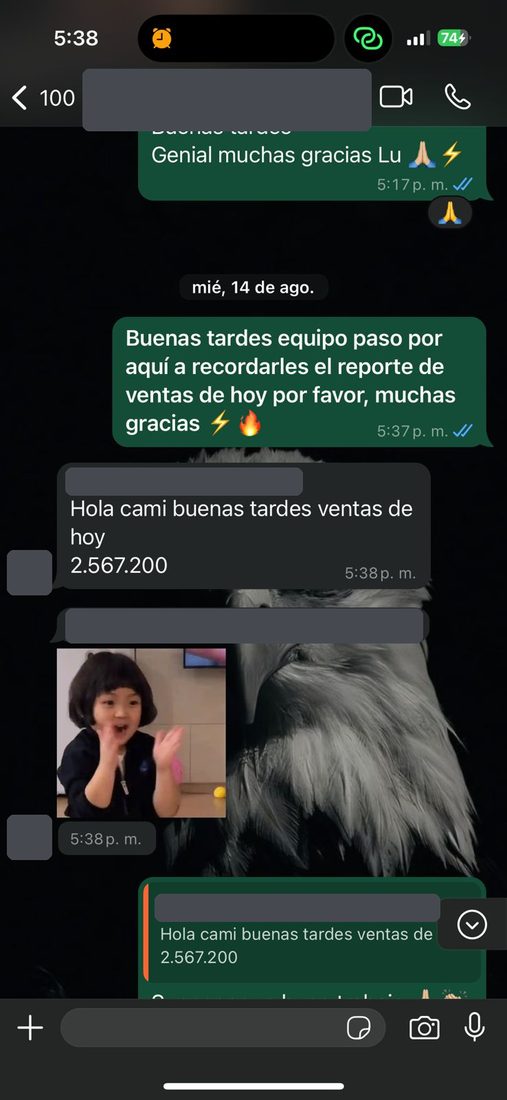 5:38
74
100
Buenas tardes
Genial muchas gracias Lu 🙏🏼⚡
5:17 p. m.
🙏
mié, 14 de ago.
Buenas tardes equipo paso por
aquí a recordarles el reporte de
ventas de hoy por favor, muchas
gracias ⚡🔥
5:37 p. m.
Hola cami buenas tardes ventas de
hoy
2.567.200
5:38 p. m.
5:38 p. m.
Hola cami buenas tardes ventas de
2.567.200